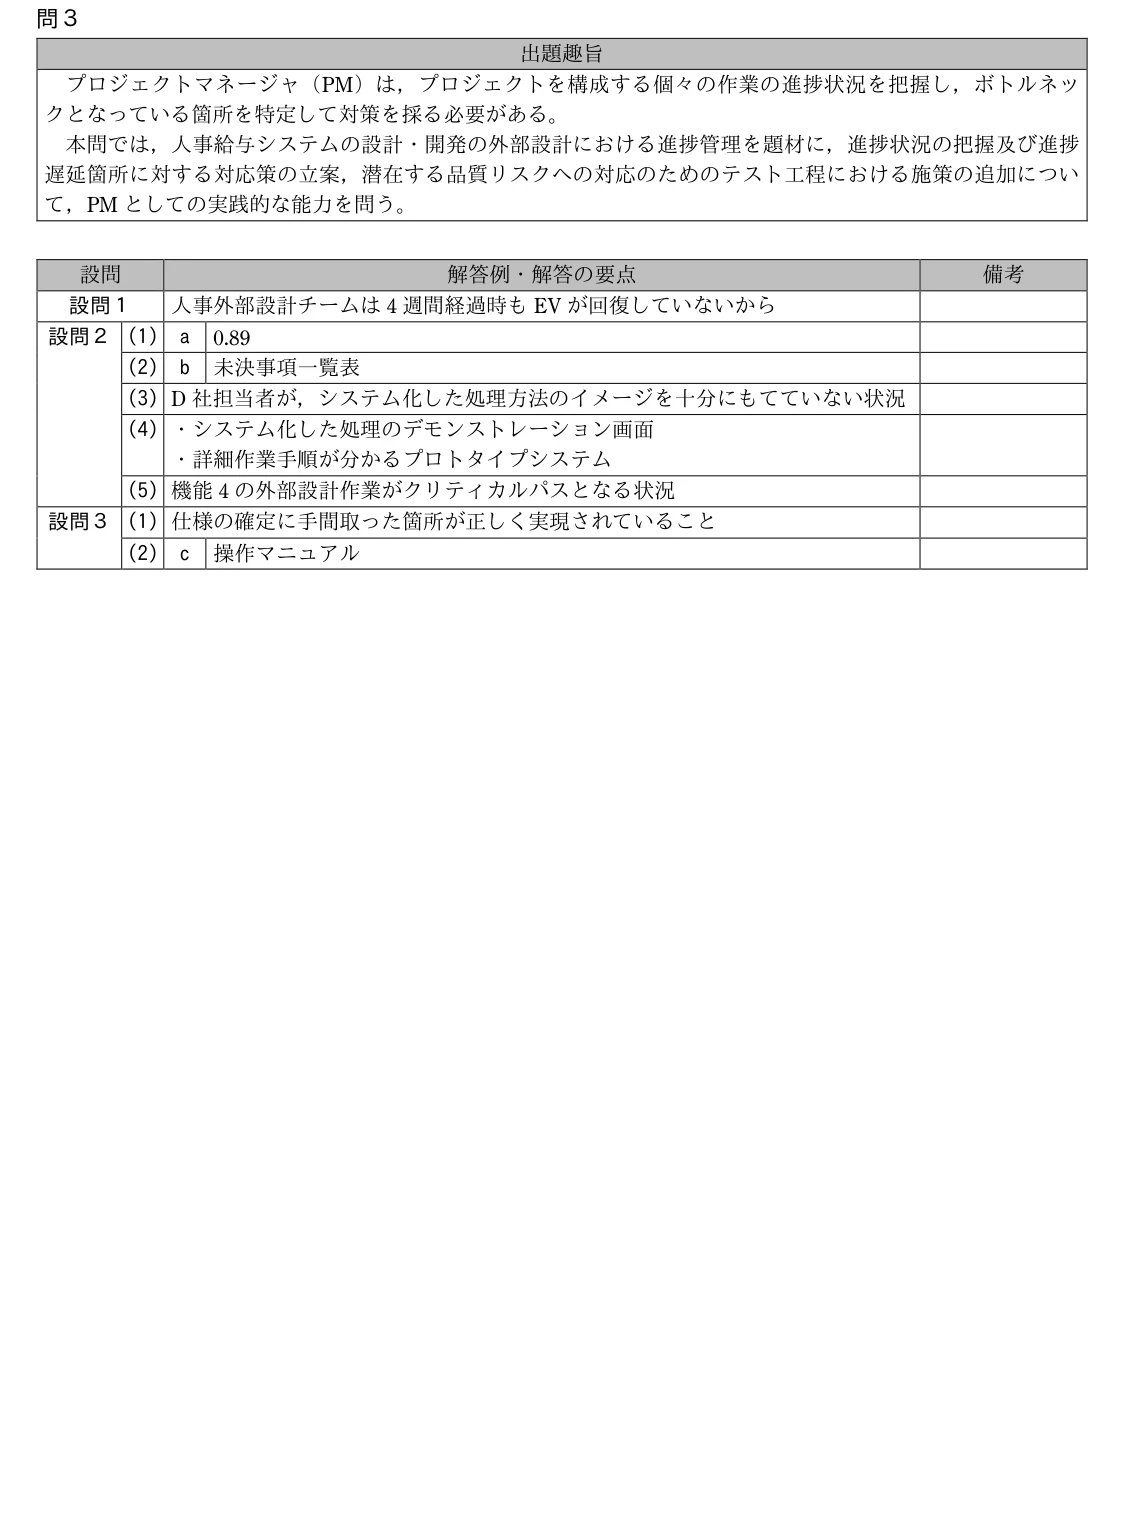 問3
出題趣旨
プロジェクトマネージャ（PM）は，プロジェクトを構成する個々の作業の進捗状況を把握し，ボトルネッ
クとなっている箇所を特定して対策を採る必要がある。
本問では，人事給与システムの設計・開発の外部設計における進捗管理を題材に，進捗状況の把握及び進捗
遅延箇所に対する対応策の立案，潜在する品質リスクへの対応のためのテスト工程における施策の追加につい
て，PM としての実践的な能力を問う。
設問 解答例・解答の要点 備考
設問1 人事外部設計チームは 4 週間経過時も EV が回復していないから
設問2 (1) a 0.89
(2) b 未決事項一覧表
(3) D 社担当者が，システム化した処理方法のイメージを十分にもてていない状況
(4) ・システム化した処理のデモンストレーション画面
・詳細作業手順が分かるプロトタイプシステム
(5) 機能 4 の外部設計作業がクリティカルパスとなる状況
設問3 (1) 仕様の確定に手間取った箇所が正しく実現されていること
(2) c 操作マニュアル